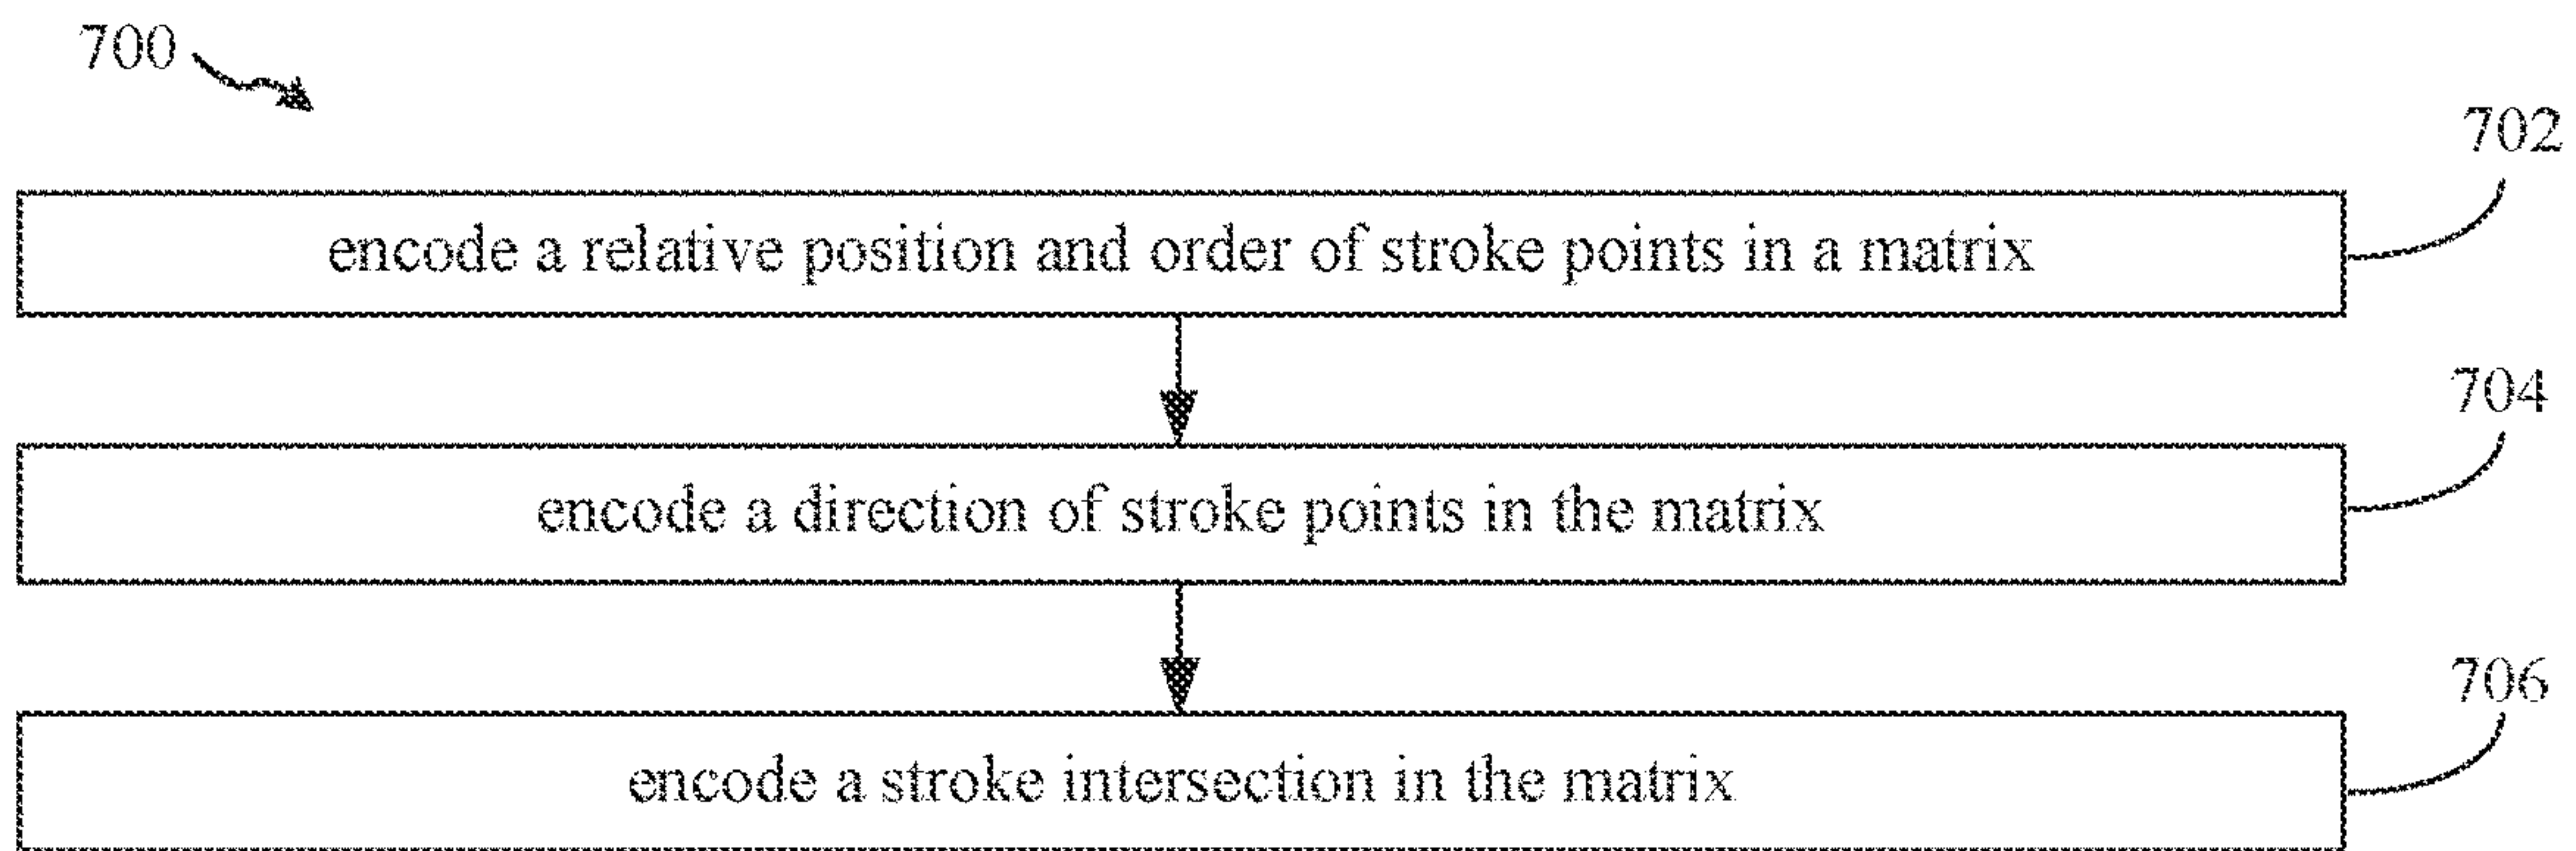 700
702
encode a relative position and order of stroke points in a matrix
704
encode a direction of stroke points in the matrix
706
encode a stroke intersection in the matrix